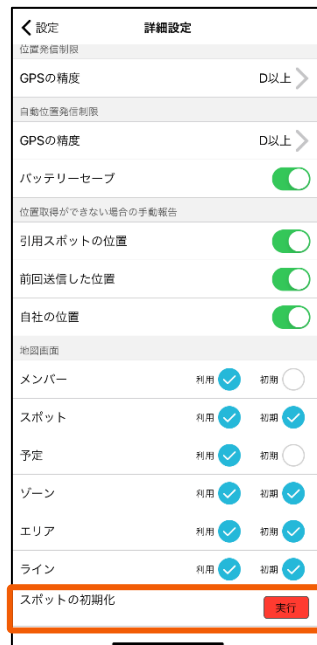 設定 詳細設定
位置発信制限
GPSの精度 D以上
自動位置発信制限
GPSの精度 D以上
バッテリーセーブ
位置取得ができない場合の手動報告
引用スポットの位置
前回送信した位置
自社の位置
地図画面
メンバー 利用 初期
スポット 利用 初期
予定 利用 初期
ゾーン 利用 初期
エリア 利用 初期
ライン 利用 初期
スポットの初期化 実行